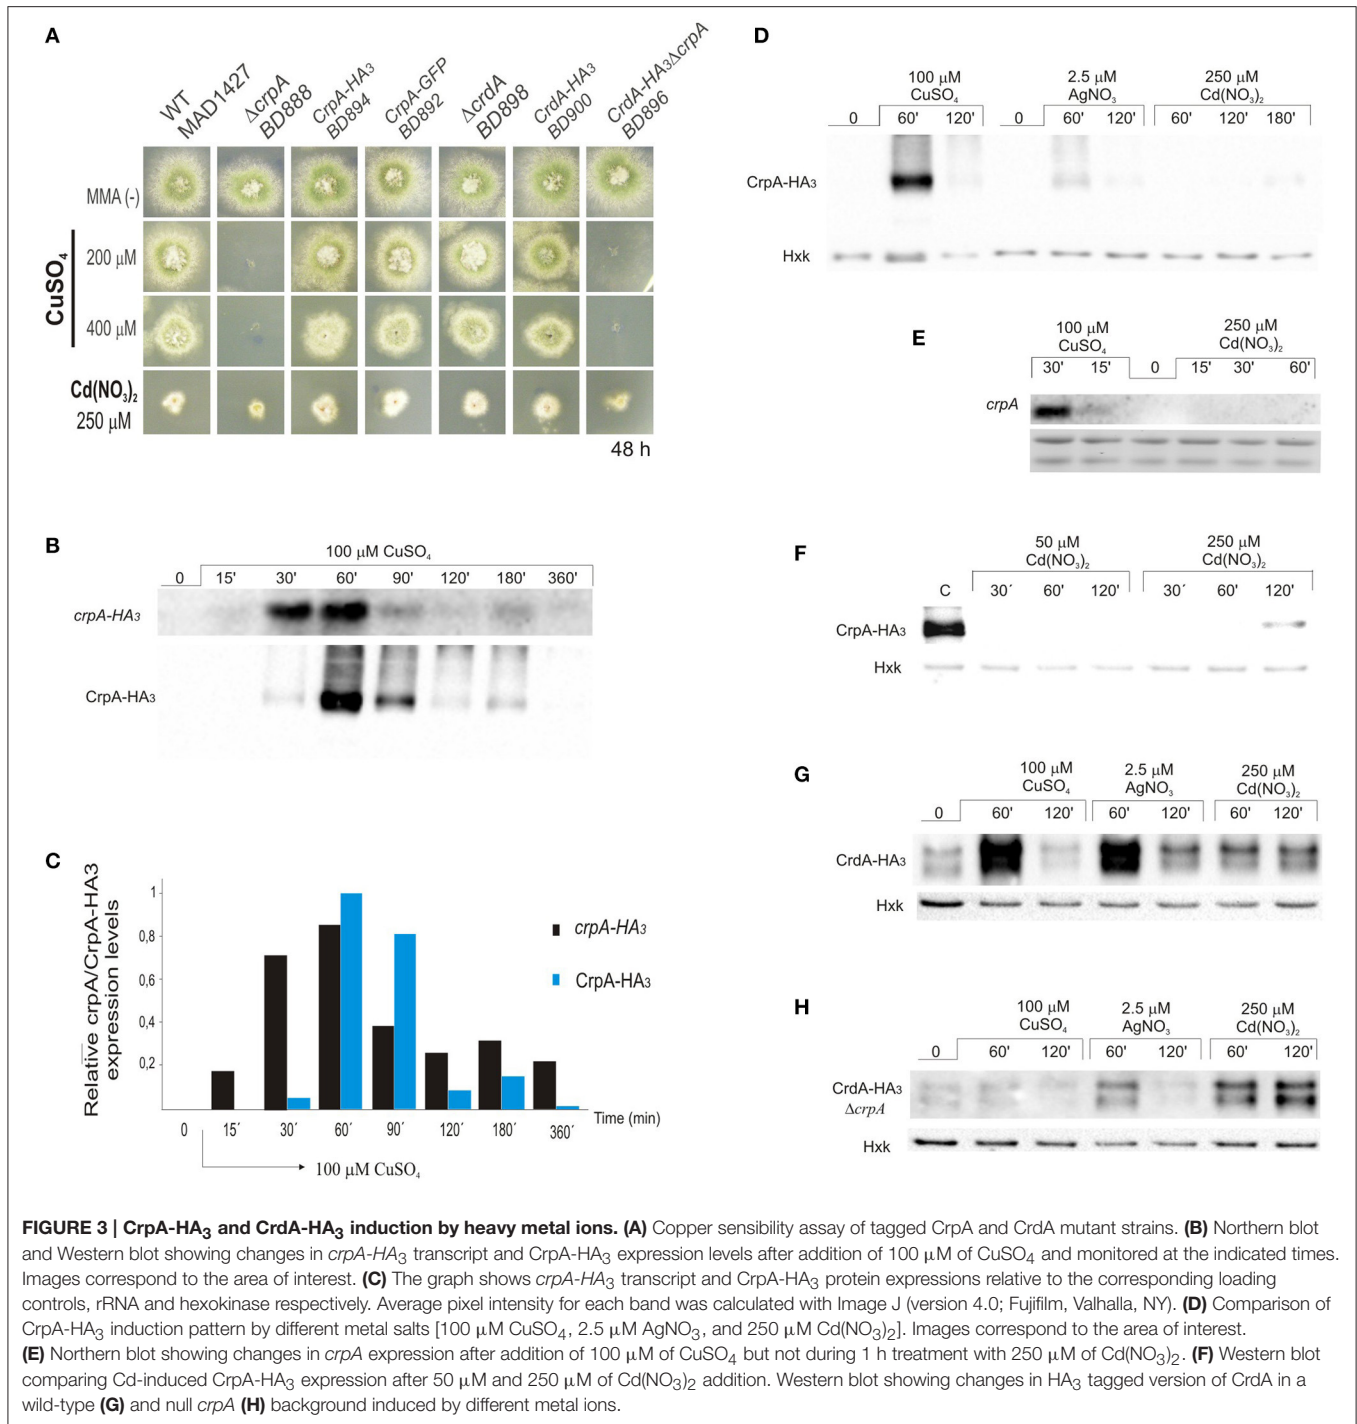 A
WT MAD1427
ΔcrpA BD888
CrpA-HA3 BD894
CrpA-GFP BD892
ΔcrdA BD898
CrdA-HA3 BD900
CrdA-HA3ΔcrpA BD896
MMA (-)
CuSO4
200 µM
400 µM
Cd(NO3)2
250 µM
48 h
B
100 µM CuSO4
0 15' 30' 60' 90' 120' 180' 360'
crpA-HA3
CrpA-HA3
C
Relative crpA/CrpA-HA3
expression levels
1
0,8
0,6
0,4
0,2
crpA-HA3
CrpA-HA3
0 15´ 30´ 60´ 90´ 120´ 180´ 360´
Time (min)
100 µM CuSO4
D
100 µM CuSO4
2.5 µM AgNO3
250 µM Cd(NO3)2
0 60' 120' 0 60' 120' 60' 120' 180'
CrpA-HA3
Hxk
E
100 µM CuSO4
250 µM Cd(NO3)2
30' 15' 0 15' 30' 60'
crpA
F
50 µM Cd(NO3)2
250 µM Cd(NO3)2
C 30´ 60' 120' 30´ 60' 120'
CrpA-HA3
Hxk
G
100 µM CuSO4
2.5 µM AgNO3
250 µM Cd(NO3)2
0 60' 120' 60' 120' 60' 120'
CrdA-HA3
Hxk
H
100 µM CuSO4
2.5 µM AgNO3
250 µM Cd(NO3)2
0 60' 120' 60' 120' 60' 120'
CrdA-HA3
ΔcrpA
Hxk
FIGURE 3 | CrpA-HA3 and CrdA-HA3 induction by heavy metal ions. (A) Copper sensibility assay of tagged CrpA and CrdA mutant strains. (B) Northern blot
and Western blot showing changes in crpA-HA3 transcript and CrpA-HA3 expression levels after addition of 100 µM of CuSO4 and monitored at the indicated times.
Images correspond to the area of interest. (C) The graph shows crpA-HA3 transcript and CrpA-HA3 protein expressions relative to the corresponding loading
controls, rRNA and hexokinase respectively. Average pixel intensity for each band was calculated with Image J (version 4.0; Fujifilm, Valhalla, NY). (D) Comparison of
CrpA-HA3 induction pattern by different metal salts [100 µM CuSO4, 2.5 µM AgNO3, and 250 µM Cd(NO3)2]. Images correspond to the area of interest.
(E) Northern blot showing changes in crpA expression after addition of 100 µM of CuSO4 but not during 1 h treatment with 250 µM of Cd(NO3)2. (F) Western blot
comparing Cd-induced CrpA-HA3 expression after 50 µM and 250 µM of Cd(NO3)2 addition. Western blot showing changes in HA3 tagged version of CrdA in a
wild-type (G) and null crpA (H) background induced by different metal ions.